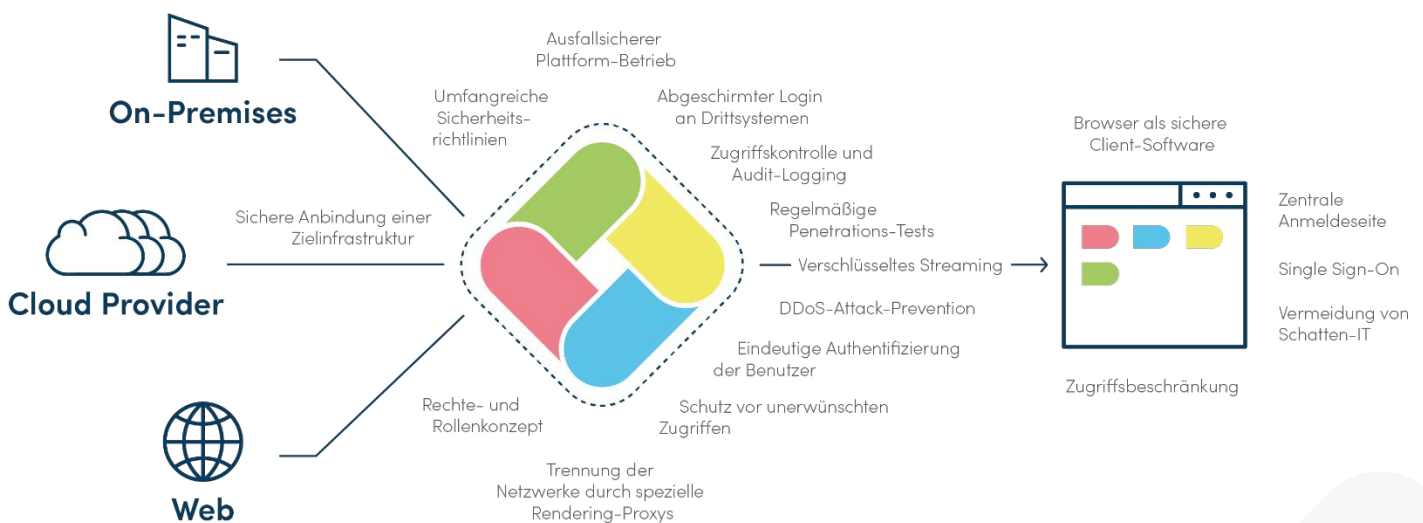 On-Premises
Cloud Provider
Web
Sichere Anbindung einer
Zielinfrastruktur
Ausfallsicherer
Plattform-Betrieb
Umfangreiche
Sicherheits-
richtlinien
Abgeschirmter Login
an Drittsystemen
Zugriffskontrolle und
Audit-Logging
Regelmäßige
Penetrations-Tests
Verschlüsseltes Streaming
DDoS-Attack-Prevention
Eindeutige Authentifizierung
der Benutzer
Schutz vor unerwünschten
Zugriffen
Rechte- und
Rollenkonzept
Trennung der
Netzwerke durch spezielle
Rendering-Proxys
Browser als sichere
Client-Software
Zentrale
Anmeldeseite
Single Sign-On
Vermeidung von
Schatten-IT
Zugriffsbeschränkung